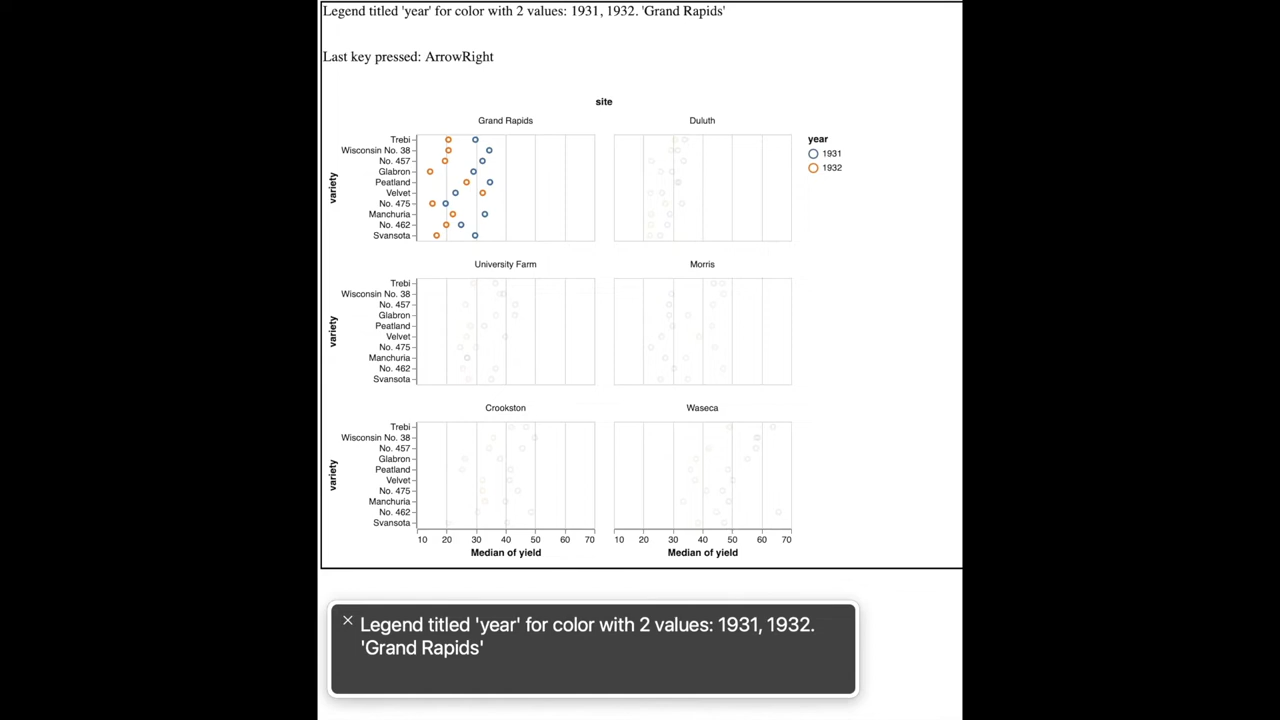 Legend titled 'year' for color with 2 values: 1931, 1932. 'Grand Rapids'
Last key pressed: ArrowRight
site
Grand Rapids
Duluth
year
1931
1932
variety
Trebi
Wisconsin No. 38
No. 457
Glabron
Peatland
Velvet
No. 475
Manchuria
No. 462
Svansota
University Farm
Morris
variety
Trebi
Wisconsin No. 38
No. 457
Glabron
Peatland
Velvet
No. 475
Manchuria
No. 462
Svansota
Crookston
Waseca
variety
Trebi
Wisconsin No. 38
No. 457
Glabron
Peatland
Velvet
No. 475
Manchuria
No. 462
Svansota
10 20 30 40 50 60 70
10 20 30 40 50 60 70
Median of yield
Median of yield
Legend titled 'year' for color with 2 values: 1931, 1932.
'Grand Rapids'